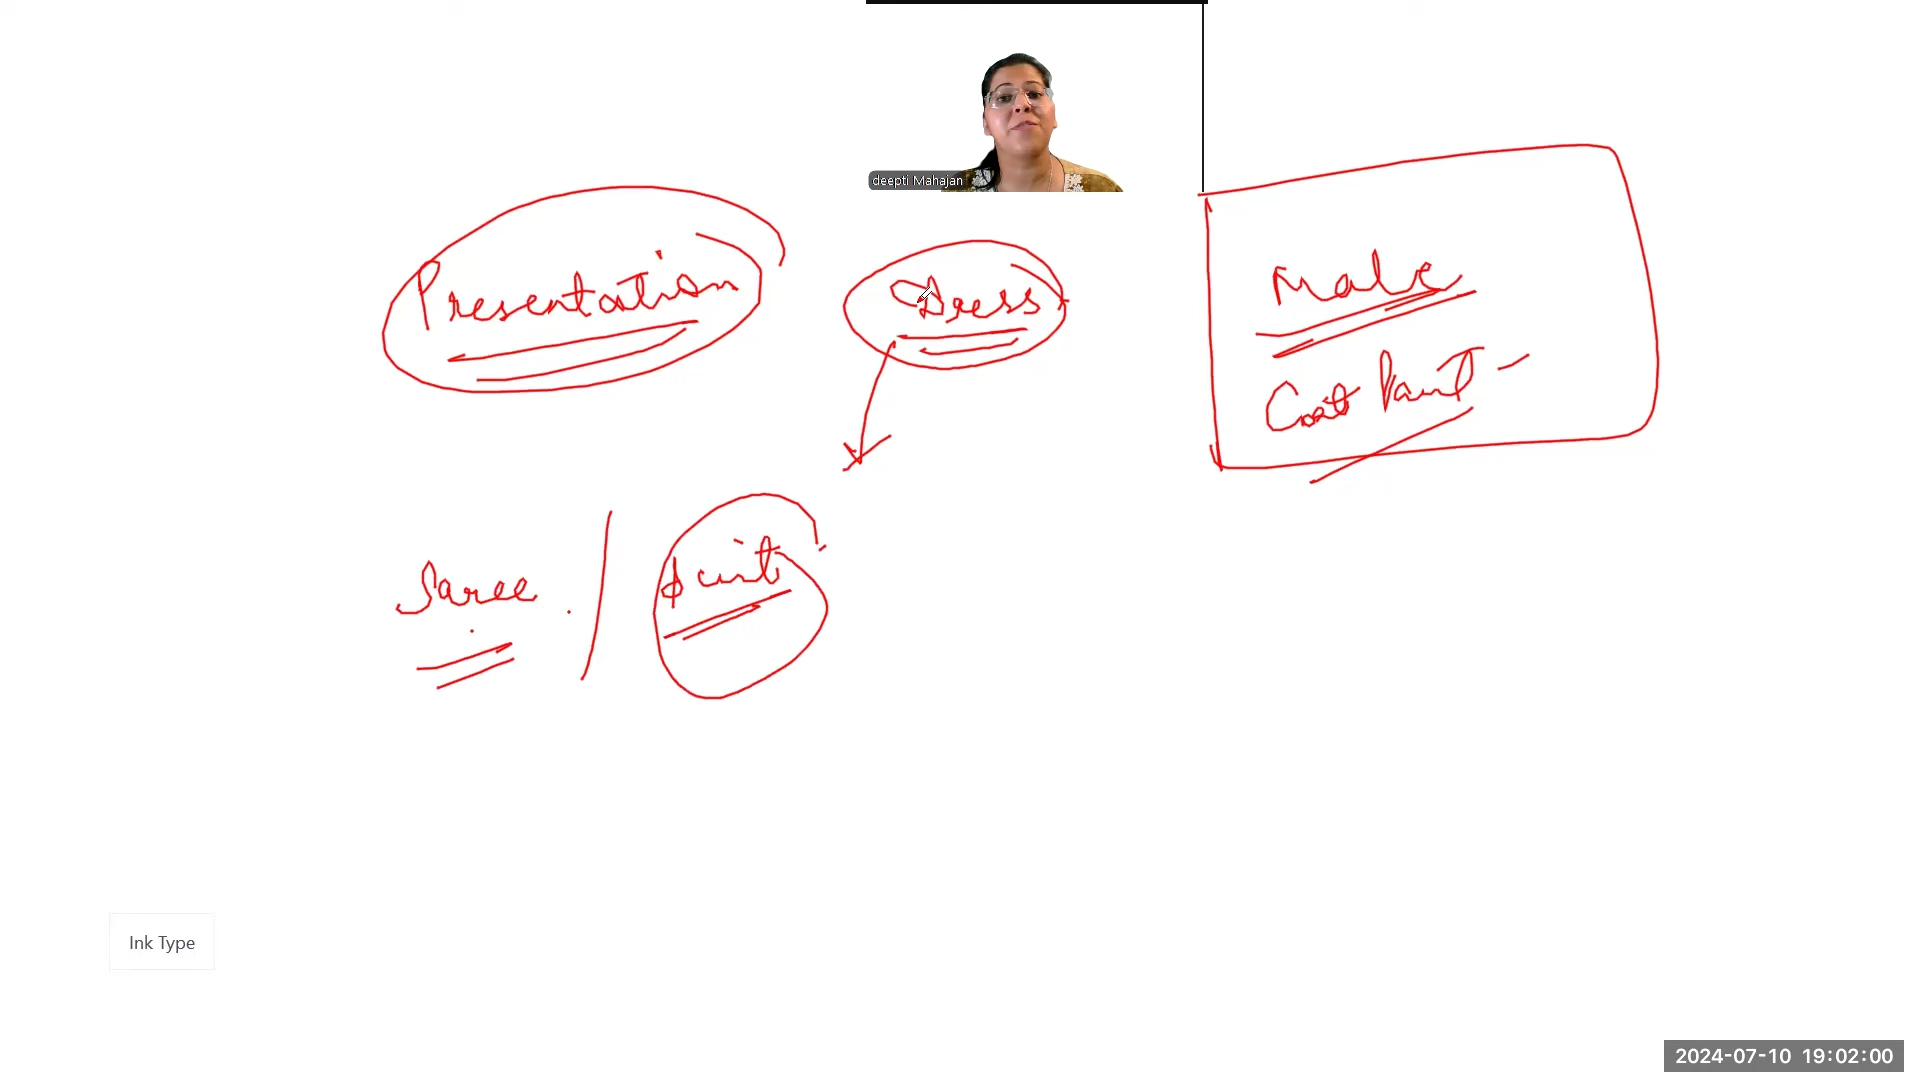 deepti Mahajan
Presentation
Dress
Male
Coat Pant -
Saree / Suit
Ink Type
2024-07-10 19:02:00